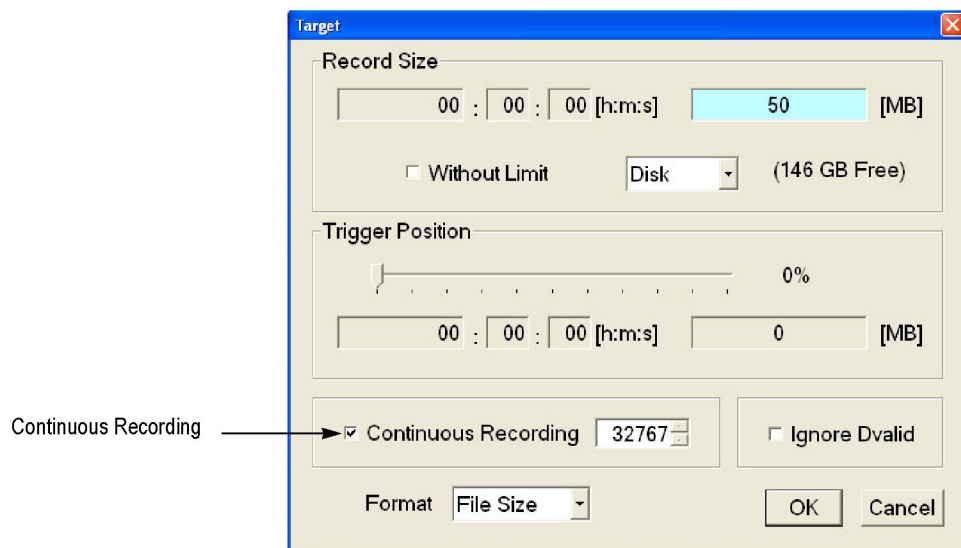 Target
Record Size
00 : 00 : 00 [h:m:s] 50 [MB]
Without Limit Disk (146 GB Free)
Trigger Position
0%
00 : 00 : 00 [h:m:s] 0 [MB]
Continuous Recording
Continuous Recording 32767 Ignore Dvalid
Format File Size OK Cancel